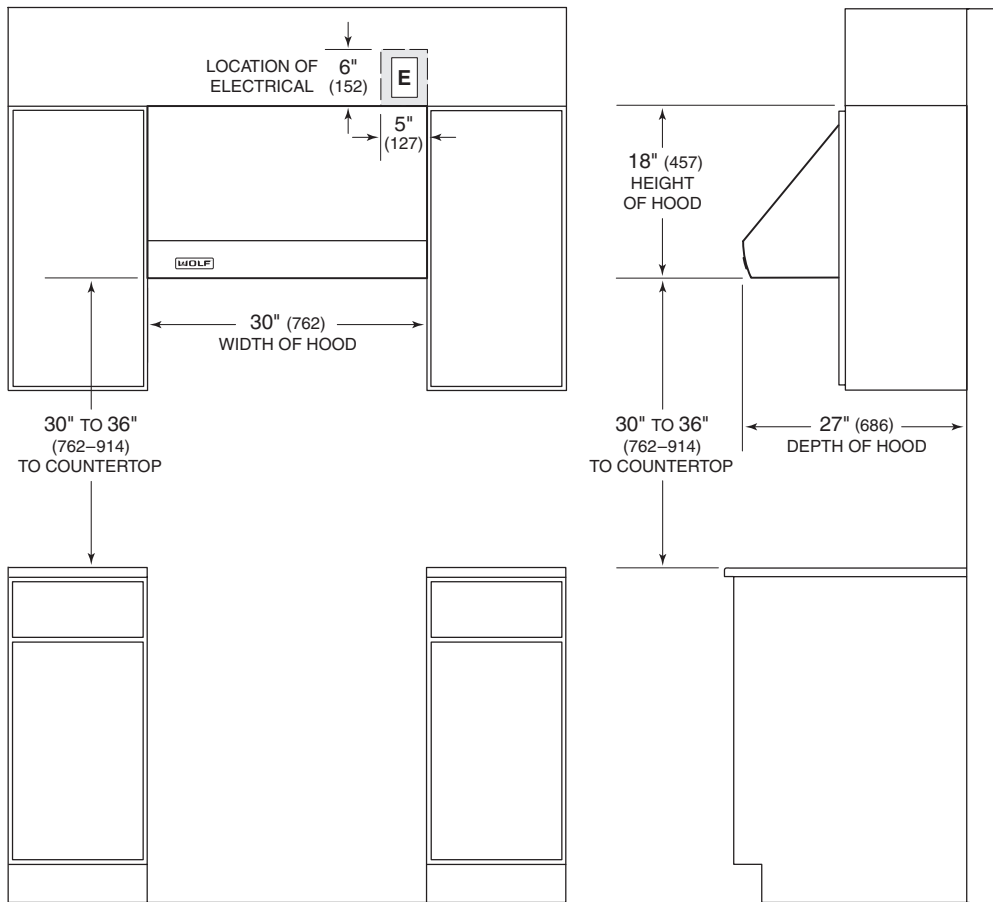 LOCATION OF
ELECTRICAL
6"
(152)
E
5"
(127)
WOLF
30" (762)
WIDTH OF HOOD
30" TO 36"
(762–914)
TO COUNTERTOP
18" (457)
HEIGHT
OF HOOD
30" TO 36"
(762–914)
TO COUNTERTOP
27" (686)
DEPTH OF HOOD